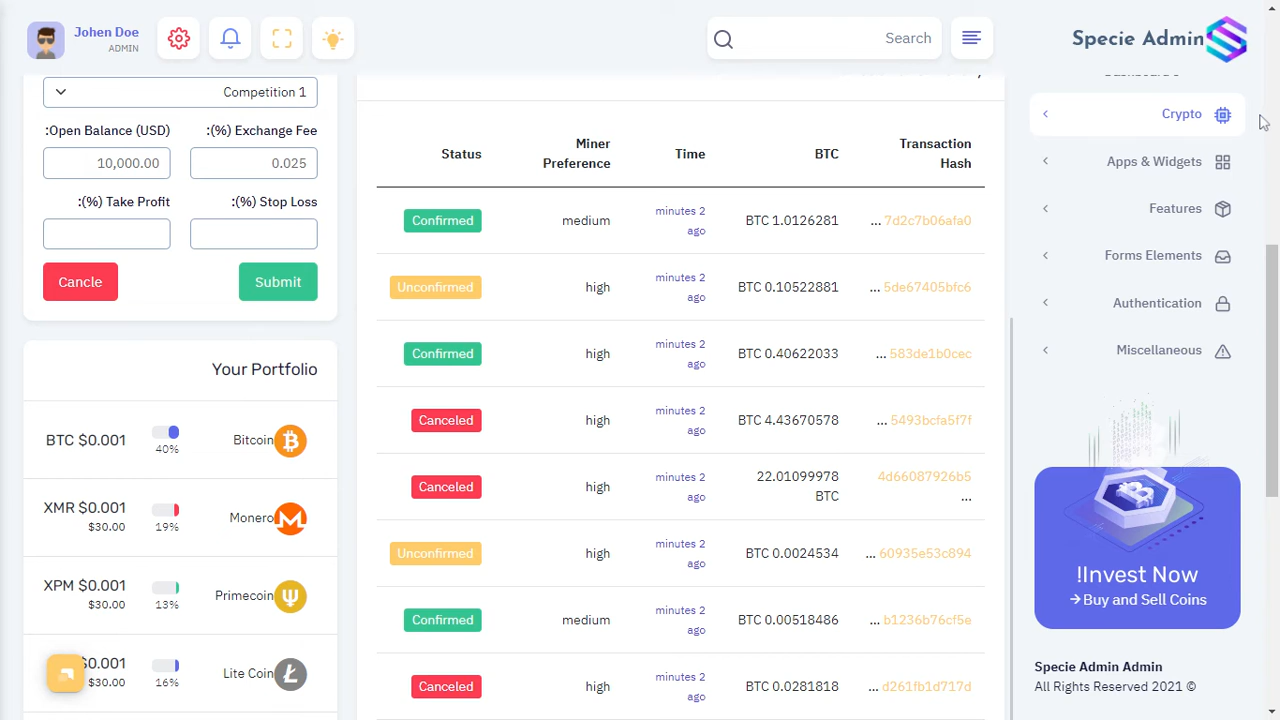 Johen Doe
ADMIN
Search
Specie Admin
Competition 1
:Open Balance (USD)
:(%) Exchange Fee
10,000.00
0.025
:(%) Take Profit
:(%) Stop Loss
Cancle
Submit
Your Portfolio
BTC $0.001
40%
Bitcoin
XMR $0.001
$30.00
19%
Monero
XPM $0.001
$30.00
13%
Primecoin
$0.001
$30.00
16%
Lite Coin
Status
Miner
Preference
Time
BTC
Transaction
Hash
Confirmed
medium
minutes 2
ago
BTC 1.0126281
... 7d2c7b06afa0
Unconfirmed
high
minutes 2
ago
BTC 0.10522881
... 5de67405bfc6
Confirmed
high
minutes 2
ago
BTC 0.40622033
... 583de1b0cec
Canceled
high
minutes 2
ago
BTC 4.43670578
... 5493bcfa5f7f
Canceled
high
minutes 2
ago
22.01099978
BTC
4d66087926b5
...
Unconfirmed
high
minutes 2
ago
BTC 0.0024534
... 60935e53c894
Confirmed
medium
minutes 2
ago
BTC 0.00518486
... b1236b76cf5e
Canceled
high
minutes 2
ago
BTC 0.0281818
... d261fb1d717d
Crypto
Apps & Widgets
Features
Forms Elements
Authentication
Miscellaneous
!Invest Now
→Buy and Sell Coins
Specie Admin Admin
All Rights Reserved 2021 ©